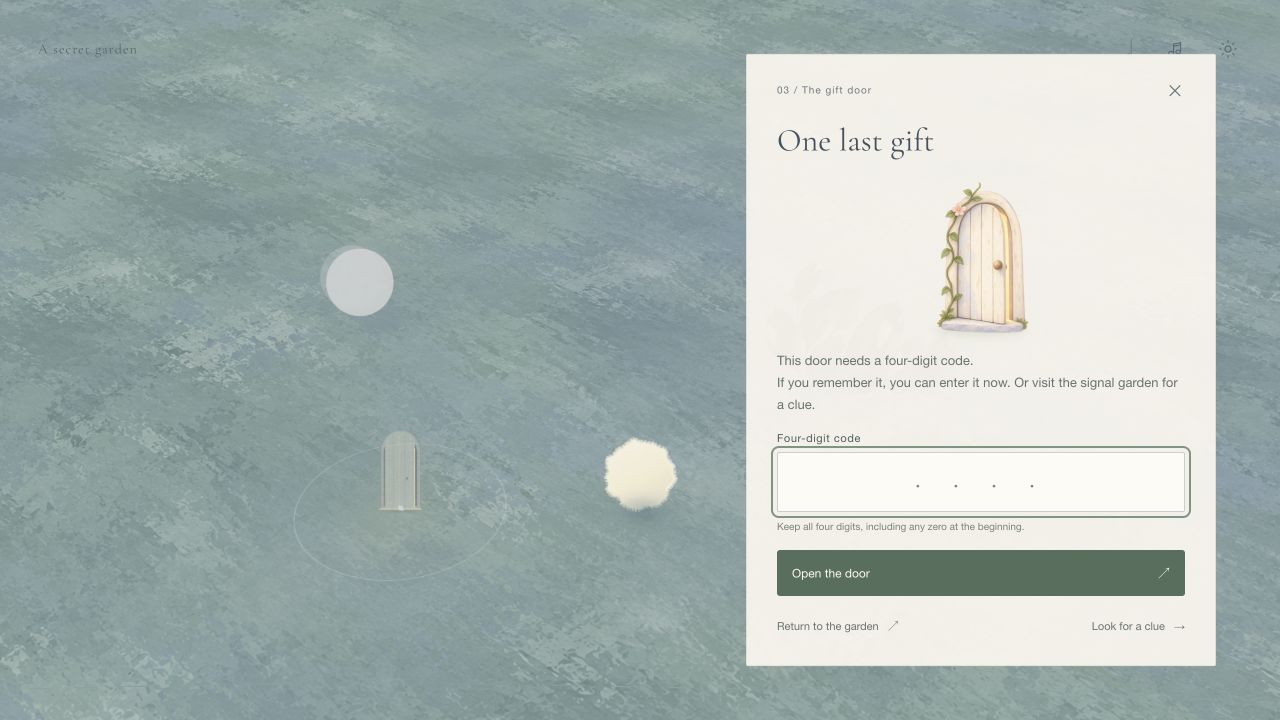 A secret garden
03 / The gift door
One last gift
This door needs a four-digit code.
If you remember it, you can enter it now. Or visit the signal garden for
a clue.
Four-digit code
Keep all four digits, including any zero at the beginning.
Open the door ↗
Return to the garden ↗
Look for a clue →